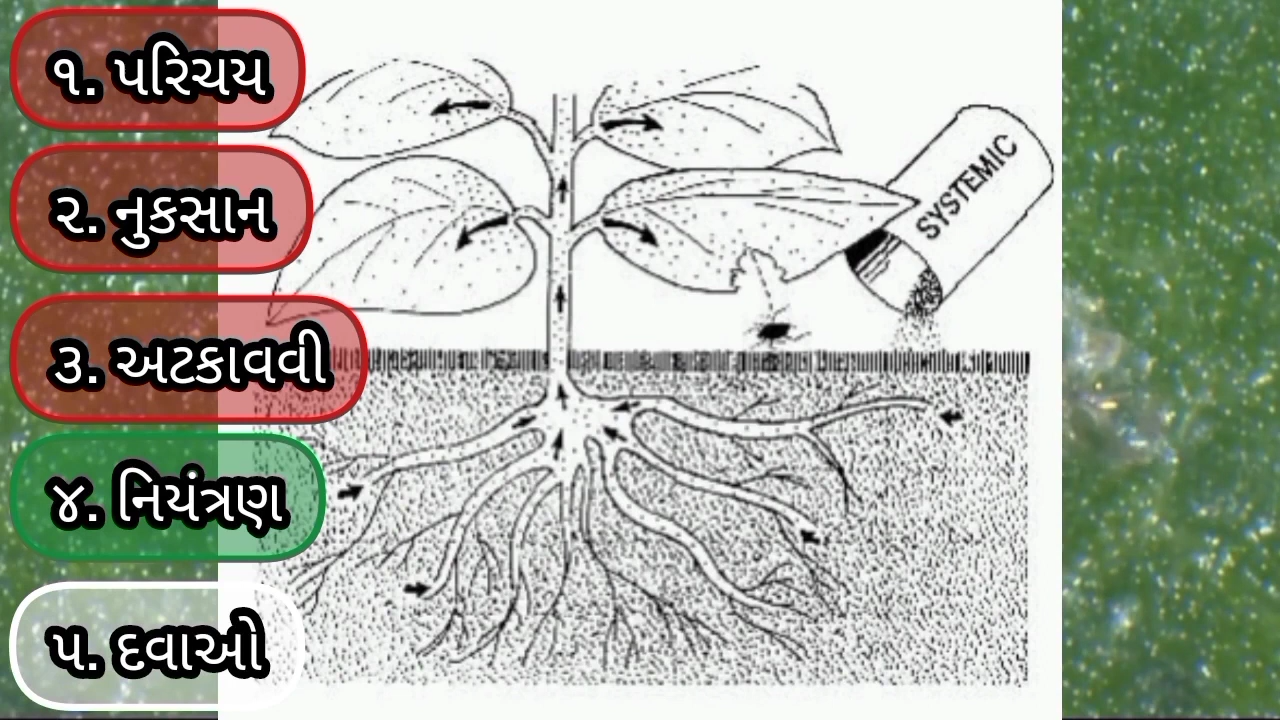 ૧. પરિચય
૨. નુકસાન
૩. અટકાવવી
૪. નિયંત્રણ
૫. દવાઓ
SYSTEMIC